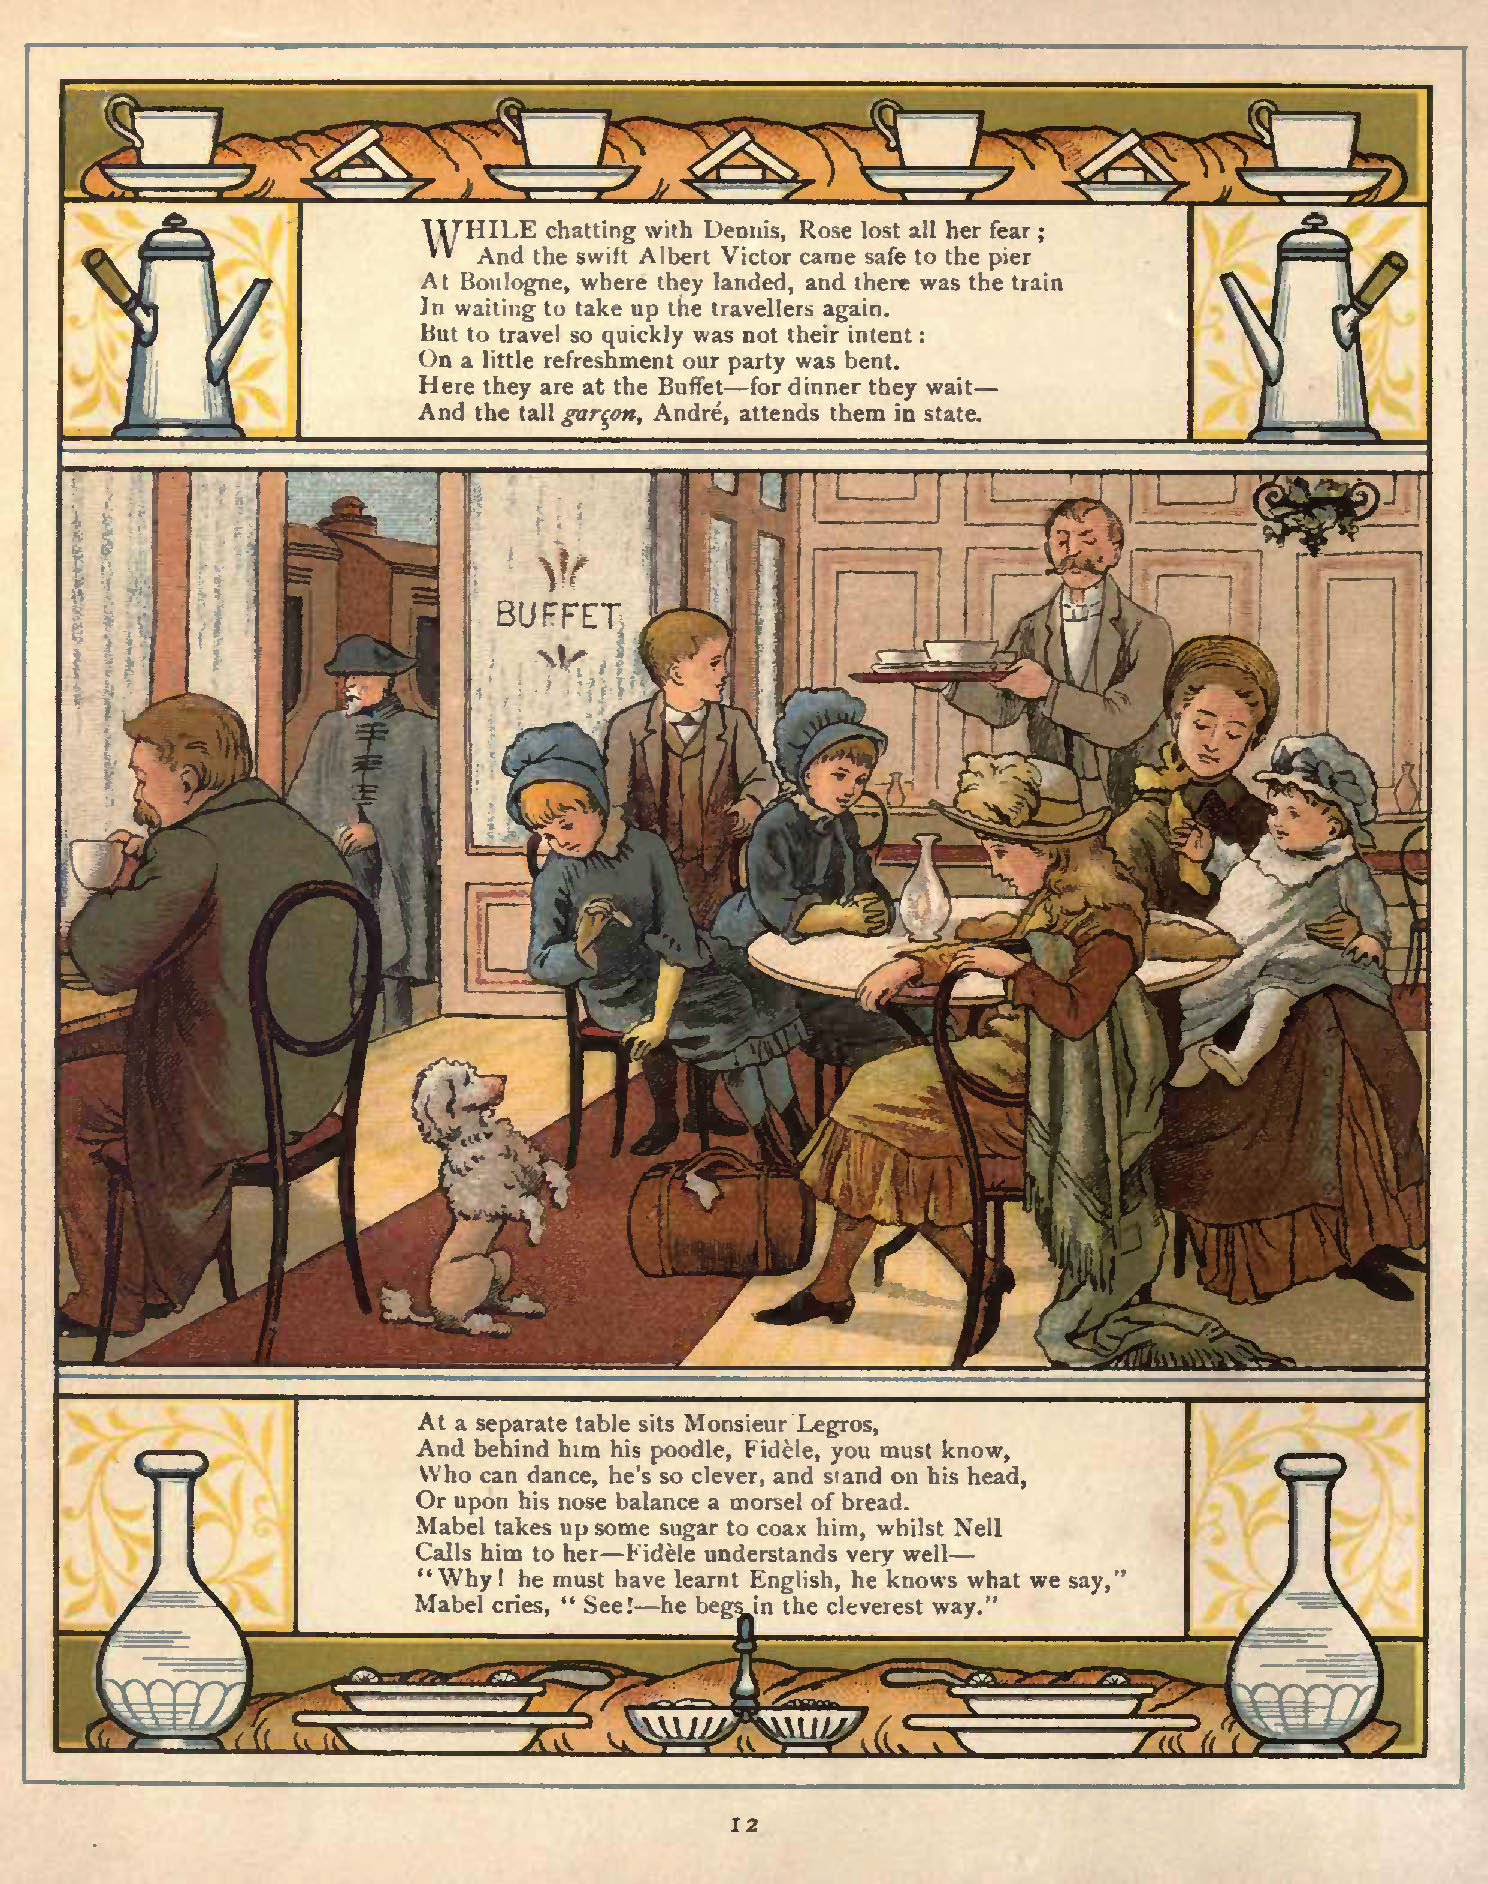 WHILE chatting with Dennis, Rose lost all her fear;
And the swift Albert Victor came safe to the pier
At Boulogne, where they landed, and there was the train
In waiting to take up the travellers again.
But to travel so quickly was not their intent:
On a little refreshment our party was bent.
Here they are at the Buffet—for dinner they wait—
And the tall garçon, André, attends them in state.
BUFFET
At a separate table sits Monsieur Legros,
And behind him his poodle, Fidèle, you must know,
Who can dance, he's so clever, and stand on his head,
Or upon his nose balance a morsel of bread.
Mabel takes up some sugar to coax him, whilst Nell
Calls him to her—Fidèle understands very well—
"Why! he must have learnt English, he knows what we say,"
Mabel cries, "See!—he begs in the cleverest way."
12